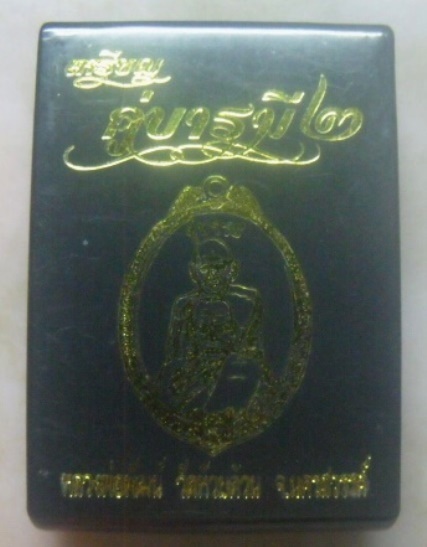 เหรียญ
คู่บารมี ๒
หลวงพ่อพัฒน์ วัดห้วยด้วน จ.นครสวรรค์